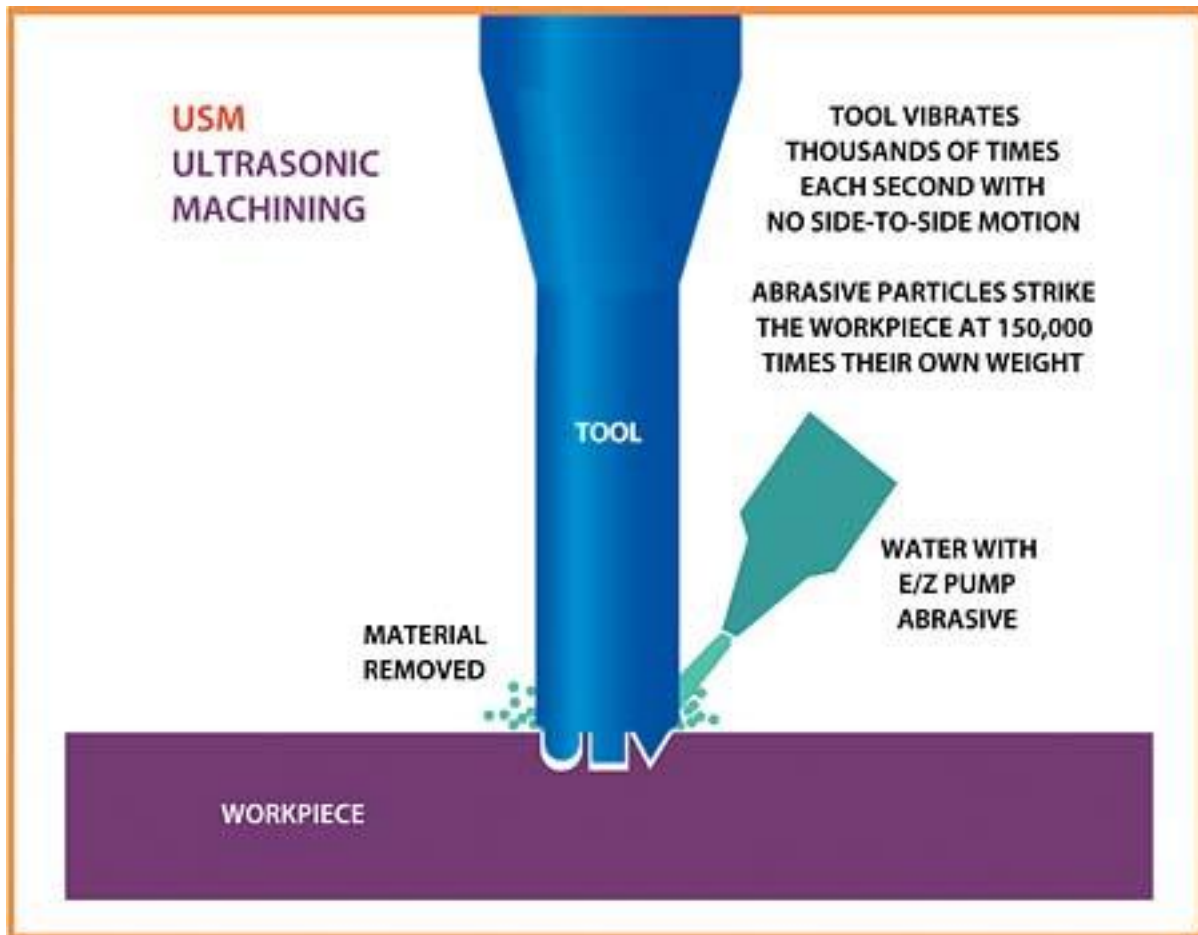 USM
ULTRASONIC
MACHINING
TOOL VIBRATES
THOUSANDS OF TIMES
EACH SECOND WITH
NO SIDE-TO-SIDE MOTION
ABRASIVE PARTICLES STRIKE
THE WORKPIECE AT 150,000
TIMES THEIR OWN WEIGHT
TOOL
WATER WITH
E/Z PUMP
ABRASIVE
MATERIAL
REMOVED
WORKPIECE